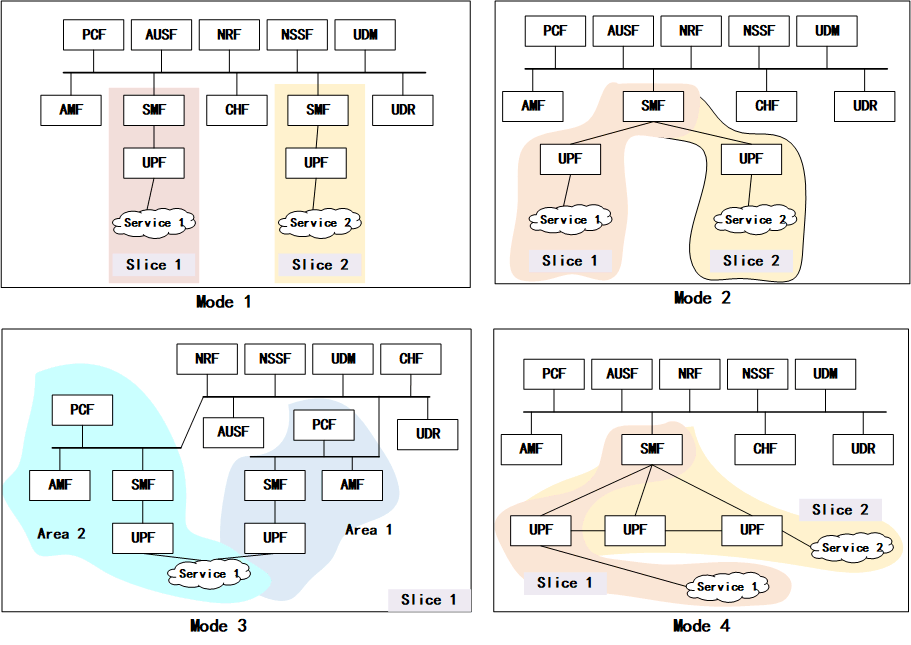 PCF AUSF NRF NSSF UDM
AMF SMF CHF SMF UDR
UPF UPF
Service 1 Service 2
Slice 1 Slice 2
Mode 1
PCF AUSF NRF NSSF UDM
AMF SMF CHF UDR
UPF UPF
Service 1 Service 2
Slice 1 Slice 2
Mode 2
NRF NSSF UDM CHF
PCF AUSF PCF UDR
AMF SMF SMF AMF
Area 2 UPF UPF Area 1
Service 1
Slice 1
Mode 3
PCF AUSF NRF NSSF UDM
AMF SMF CHF UDR
Slice 2
UPF UPF UPF
Service 2
Slice 1 Service 1
Mode 4